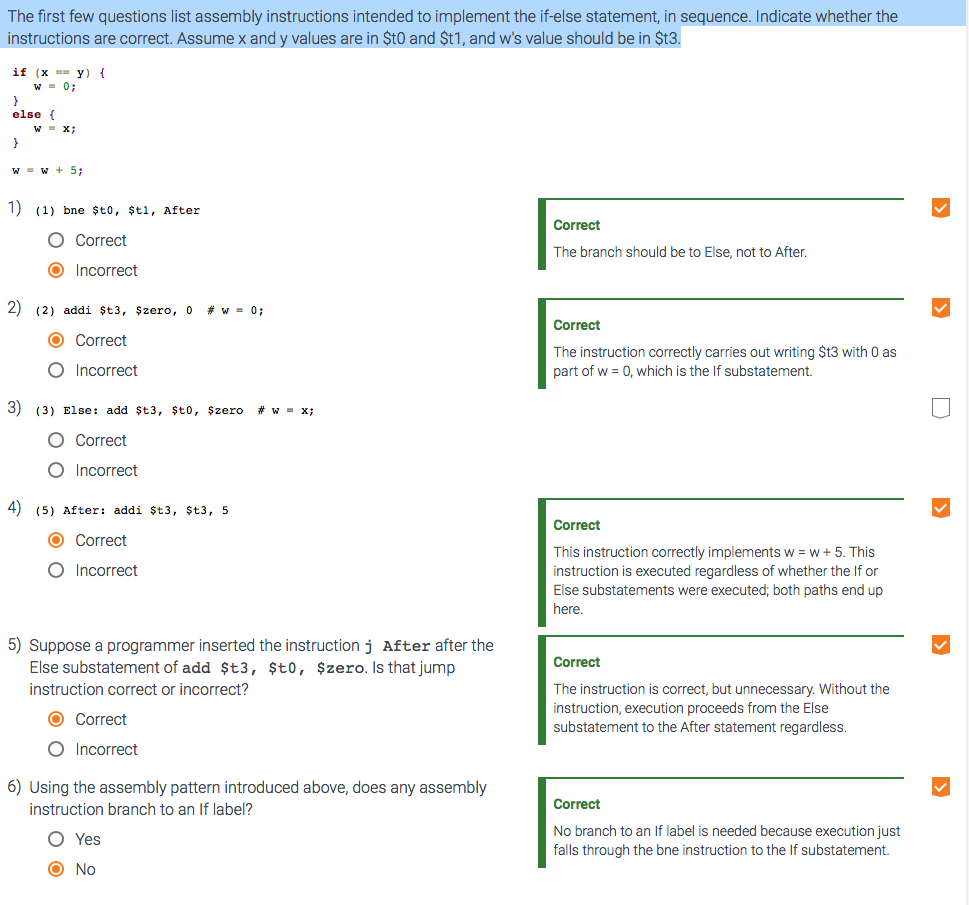 The first few questions list assembly instructions intended to implement the if-else statement, in sequence. Indicate whether the
instructions are correct. Assume x and y values are in $t0 and $t1, and w's value should be in $t3.
if (x == y) {
w = 0;
}
else {
w = x;
}
w = w + 5;
1) (1) bne $t0, $t1, After
Correct
Incorrect
Correct
The branch should be to Else, not to After.
2) (2) addi $t3, $zero, 0 # w = 0;
Correct
Incorrect
Correct
The instruction correctly carries out writing $t3 with 0 as
part of w = 0, which is the If substatement.
3) (3) Else: add $t3, $t0, $zero # w = x;
Correct
Incorrect
4) (5) After: addi $t3, $t3, 5
Correct
Incorrect
Correct
This instruction correctly implements w = w + 5. This
instruction is executed regardless of whether the If or
Else substatements were executed; both paths end up
here.
5) Suppose a programmer inserted the instruction j After after the
Else substatement of add $t3, $t0, $zero. Is that jump
instruction correct or incorrect?
Correct
Incorrect
Correct
The instruction is correct, but unnecessary. Without the
instruction, execution proceeds from the Else
substatement to the After statement regardless.
6) Using the assembly pattern introduced above, does any assembly
instruction branch to an If label?
Yes
No
Correct
No branch to an If label is needed because execution just
falls through the bne instruction to the If substatement.